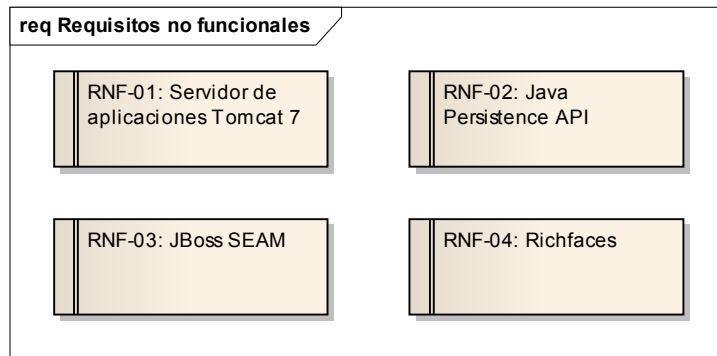 req Requisitos no funcionales
RNF-01: Servidor de
aplicaciones Tomcat 7
RNF-02: Java
Persistence API
RNF-03: JBoss SEAM
RNF-04: Richfaces